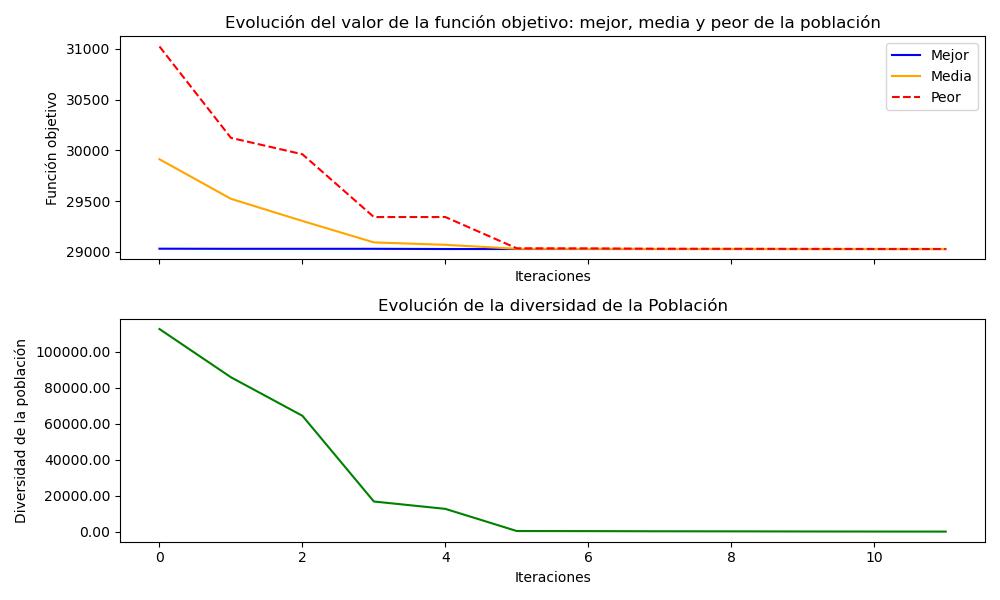 Evolución del valor de la función objetivo: mejor, media y peor de la población
31000
30500
30000
29500
29000
Función objetivo
Mejor
Media
Peor
Iteraciones
Evolución de la diversidad de la Población
100000.00
80000.00
60000.00
40000.00
20000.00
0.00
Diversidad de la población
0 2 4 6 8 10
Iteraciones